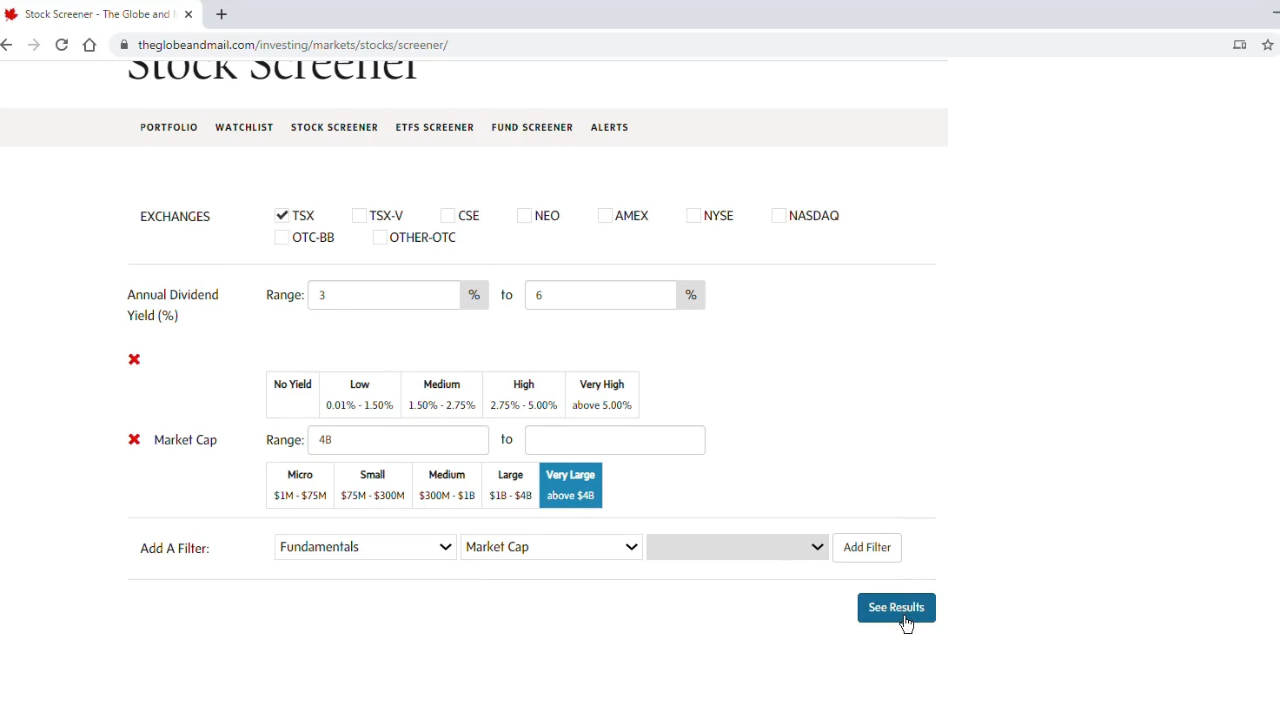 Stock Screener - The Globe and
theglobeandmail.com/investing/markets/stocks/screener/
Stock Screener
PORTFOLIO WATCHLIST STOCK SCREENER ETFS SCREENER FUND SCREENER ALERTS
EXCHANGES TSX TSX-V CSE NEO AMEX NYSE NASDAQ
OTC-BB OTHER-OTC
Annual Dividend Range: 3 % to 6 %
Yield (%)
No Yield Low Medium High Very High
0.01% - 1.50% 1.50% - 2.75% 2.75% - 5.00% above 5.00%
Market Cap Range: 4B to
Micro Small Medium Large Very Large
$1M - $75M $75M - $300M $300M - $1B $1B - $4B above $4B
Add A Filter: Fundamentals Market Cap Add Filter
See Results